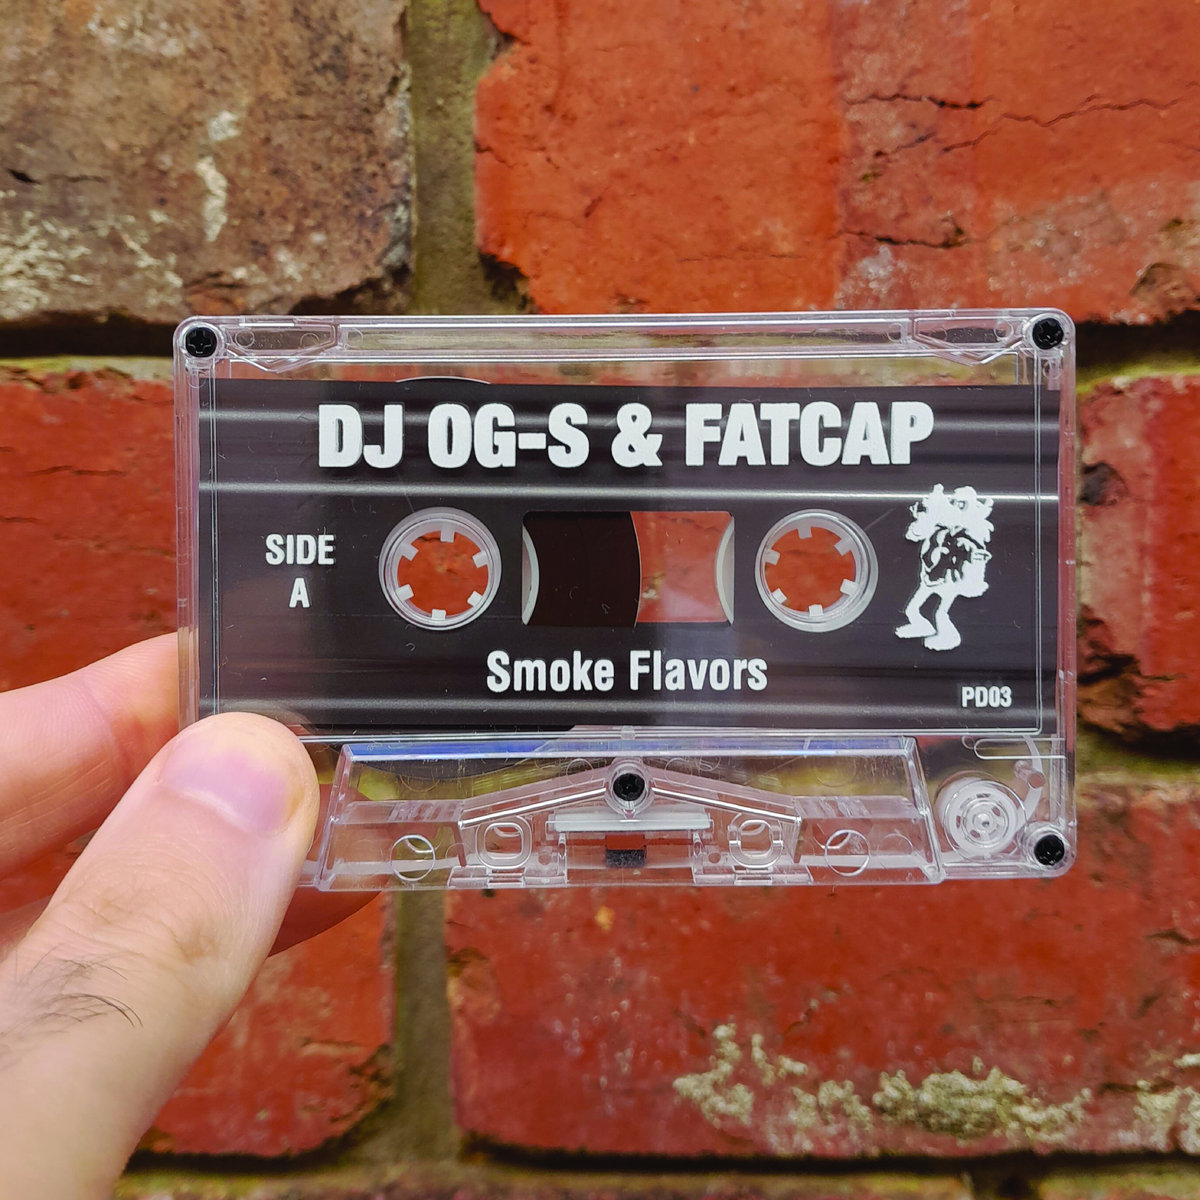 DJ OG-S & FATCAP
SIDE
A
Smoke Flavors
PD03